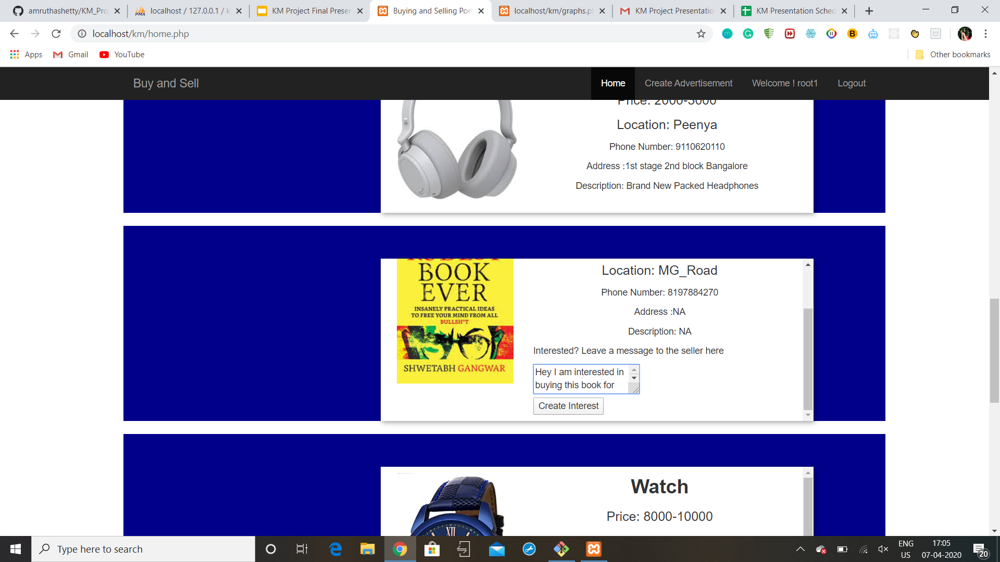 amruthashetty/KM_Pro
localhost / 127.0.0.1 / k
KM Project Final Presen
Buying and Selling Port
localhost/km/graphs.p
KM Project Presentatio
KM Presentation Sched
localhost/km/home.php
Apps
Gmail
YouTube
Other bookmarks
Buy and Sell
Home
Create Advertisement
Welcome ! root1
Logout
Price: 2000-3000
Location: Peenya
Phone Number: 9110620110
Address :1st stage 2nd block Bangalore
Description: Brand New Packed Headphones
RUDEST
BOOK
EVER
INSANELY PRACTICAL IDEAS
TO FREE YOUR MIND FROM ALL
BULLSH*T
SHWETABH GANGWAR
Location: MG_Road
Phone Number: 8197884270
Address :NA
Description: NA
Interested? Leave a message to the seller here
Hey I am interested in
buying this book for
Create Interest
Watch
Price: 8000-10000
XII
Type here to search
ENG
US
17:05
07-04-2020
20